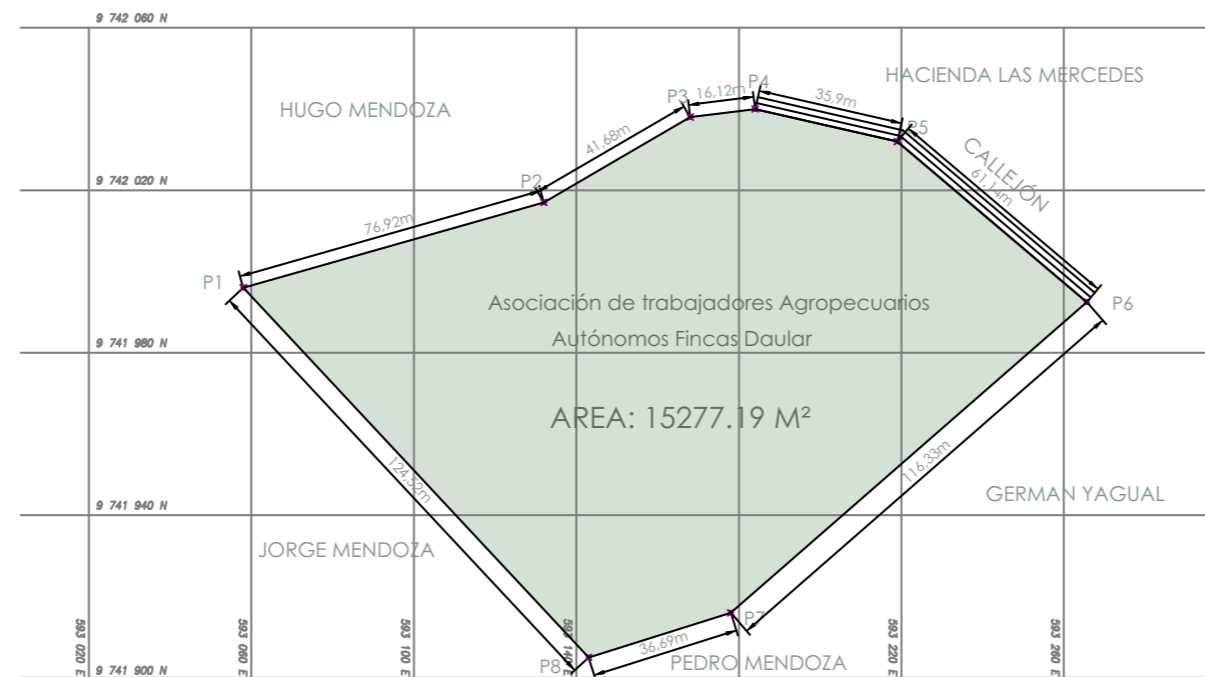 9 742 060 N
HACIENDA LAS MERCEDES
P4
P3
16,12m
35,9m
HUGO MENDOZA
P5
41,68m
CALLEJÓN
61,14m
P2
9 742 020 N
76,92m
P1
P6
Asociación de trabajadores Agropecuarios
Autónomos Fincas Daular
9 741 980 N
AREA: 15277.19 M²
124,52m
116,33m
GERMAN YAGUAL
9 741 940 N
JORGE MENDOZA
P7
36,69m
PEDRO MENDOZA
P8
593 020 E
593 060 E
593 100 E
593 140 E
593 220 E
593 260 E
9 741 900 N